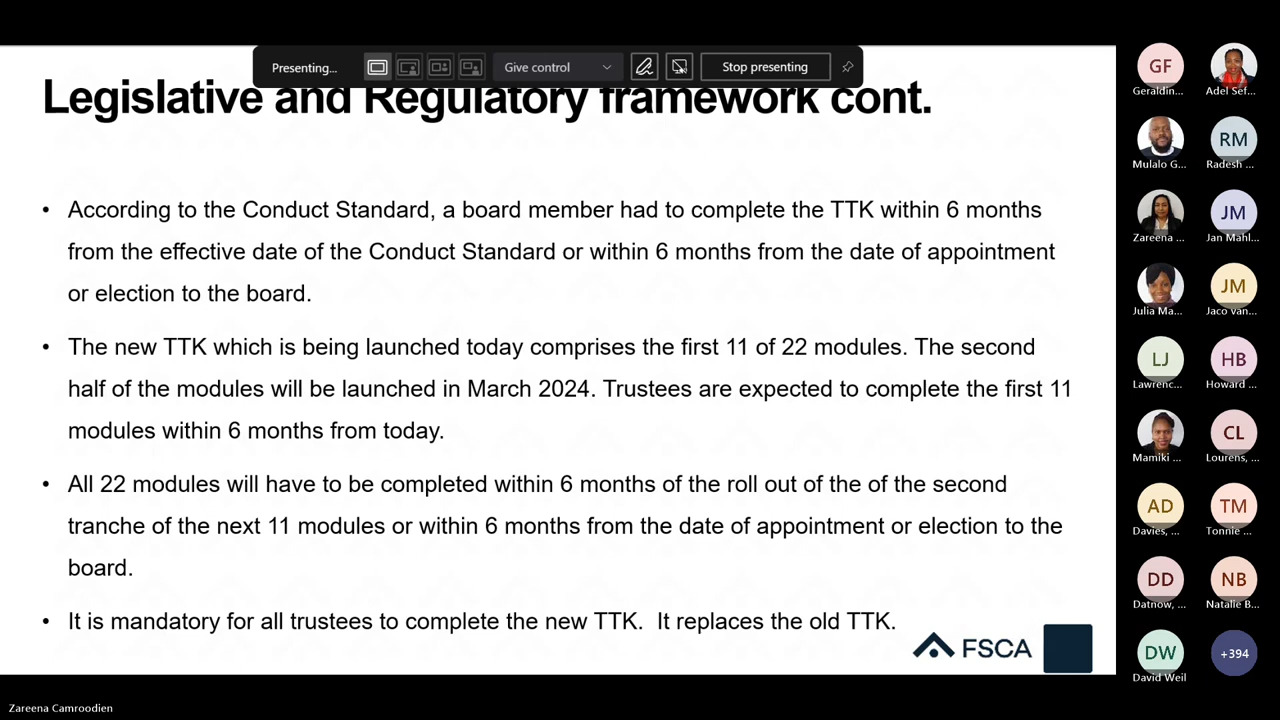 Presenting...
Give control
Stop presenting
Legislative and Regulatory framework cont.
• According to the Conduct Standard, a board member had to complete the TTK within 6 months
from the effective date of the Conduct Standard or within 6 months from the date of appointment
or election to the board.
• The new TTK which is being launched today comprises the first 11 of 22 modules. The second
half of the modules will be launched in March 2024. Trustees are expected to complete the first 11
modules within 6 months from today.
• All 22 modules will have to be completed within 6 months of the roll out of the of the second
tranche of the next 11 modules or within 6 months from the date of appointment or election to the
board.
• It is mandatory for all trustees to complete the new TTK.  It replaces the old TTK.
FSCA
GF
Geraldin...
Adel Sef...
Mulalo G...
RM
Radesh ...
Zareena ...
JM
Jan Mahl...
Julia Ma...
JM
Jaco van...
LJ
Lawrenc...
HB
Howard ...
Mamiki ...
CL
Lourens, ...
AD
Davies, ...
TM
Tonnie ...
DD
Datnow, ...
NB
Natalie B...
DW
David Weil
+394
Zareena Camroodien